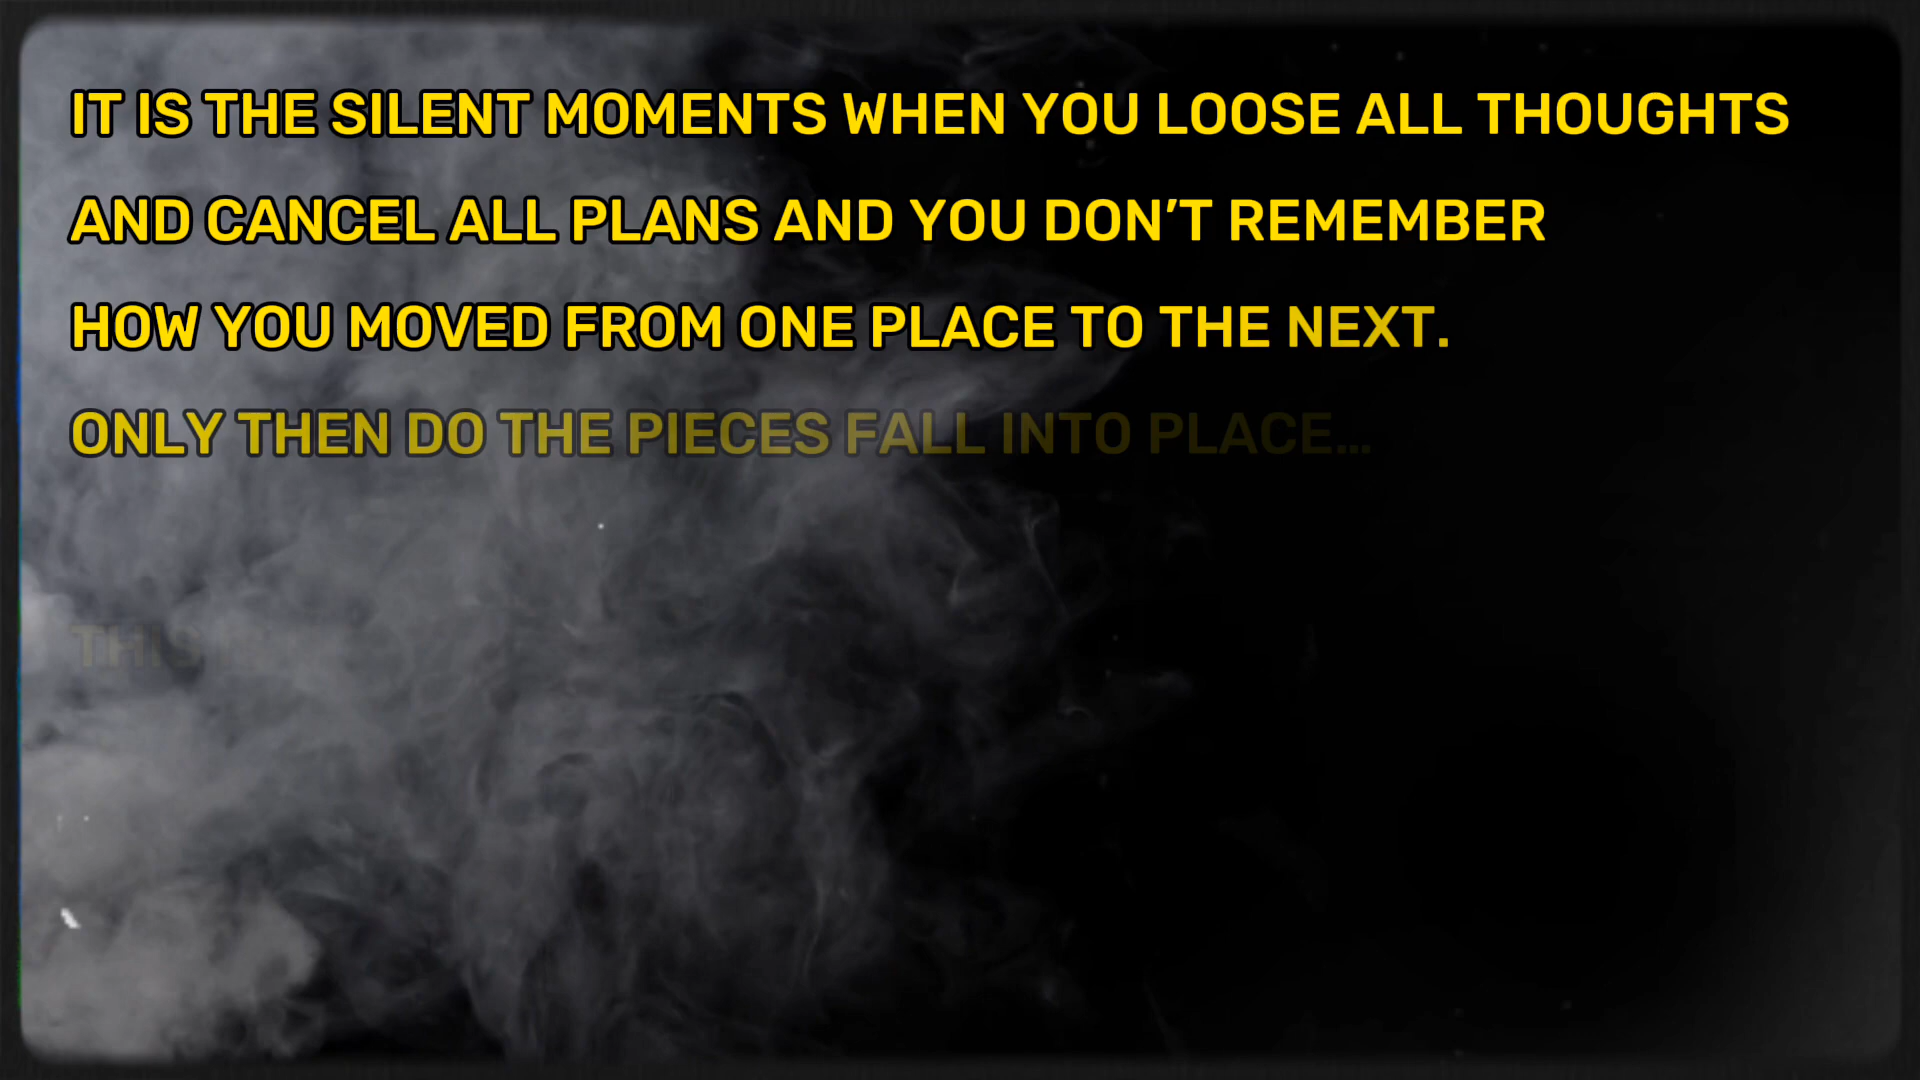 IT IS THE SILENT MOMENTS WHEN YOU LOOSE ALL THOUGHTS
AND CANCEL ALL PLANS AND YOU DON’T REMEMBER
HOW YOU MOVED FROM ONE PLACE TO THE NEXT.
ONLY THEN DO THE PIECES FALL INTO PLACE…
THIS